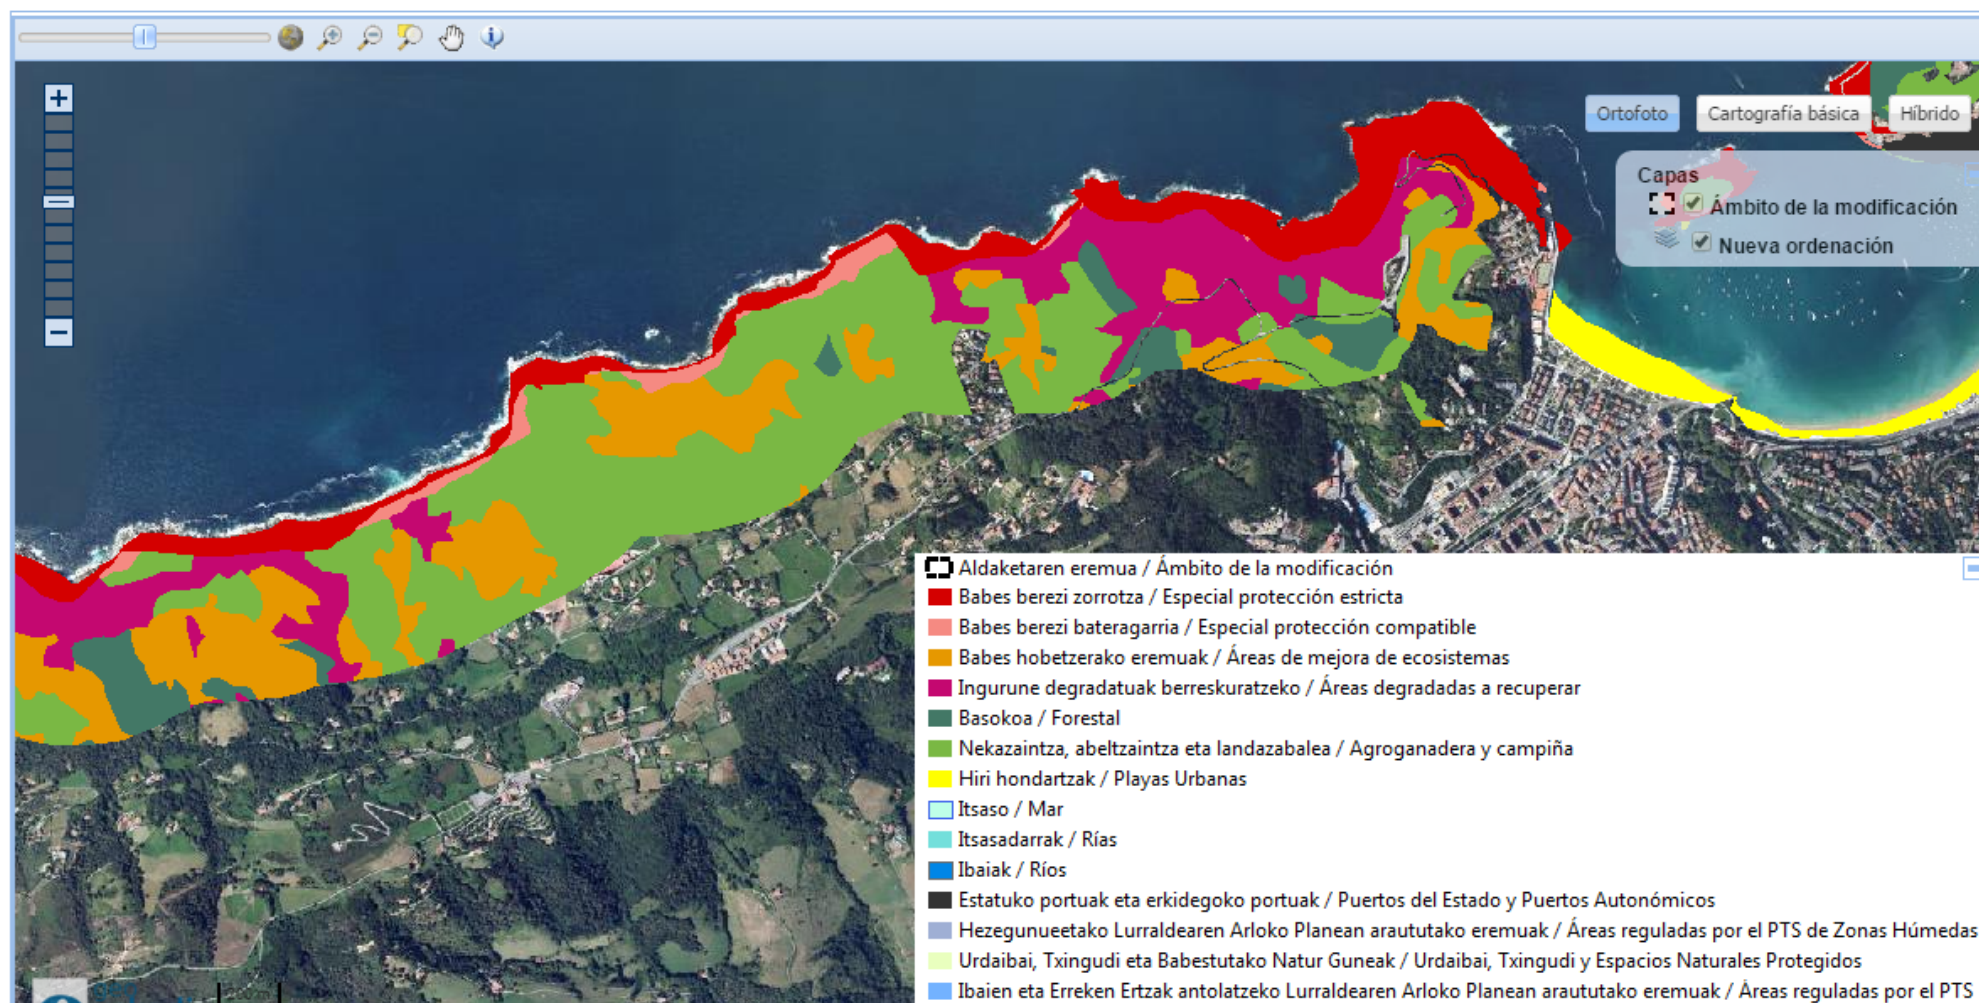 Ortofoto
Cartografía básica
Híbrido
Capas
Ámbito de la modificación
Nueva ordenación
Aldaketaren eremua / Ámbito de la modificación
Babes berezi zorrotza / Especial protección estricta
Babes berezi bateragarria / Especial protección compatible
Babes hobetzerako eremuak / Áreas de mejora de ecosistemas
Ingurune degradatuak berreskuratzeko / Áreas degradadas a recuperar
Basokoa / Forestal
Nekazaintza, abeltzaintza eta landazabalea / Agroganadera y campiña
Hiri hondartzak / Playas Urbanas
Itsaso / Mar
Itsasadarrak / Rías
Ibaiak / Ríos
Estatuko portuak eta erkidegoko portuak / Puertos del Estado y Puertos Autonómicos
Hezegunueetako Lurraldearen Arloko Planean araututako eremuak / Áreas reguladas por el PTS de Zonas Húmedas
Urdaibai, Txingudi eta Babestutako Natur Guneak / Urdaibai, Txingudi y Espacios Naturales Protegidos
Ibaien eta Erreken Ertzak antolatzeko Lurraldearen Arloko Planean araututako eremuak / Áreas reguladas por el PTS